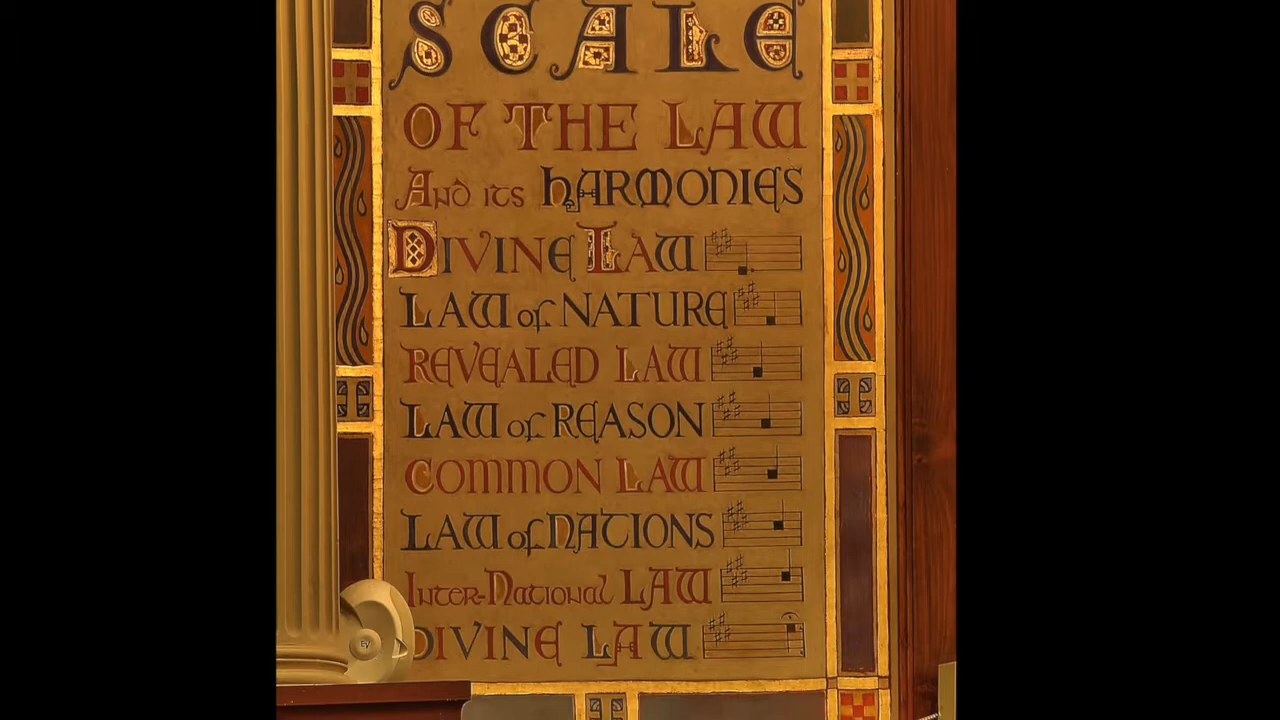 SCALE
OF THE LAW
AND ITS HARMONIES
DIVINE LAW
LAW of NATURE
REVEALED LAW
LAW of REASON
COMMON LAW
LAW of NATIONS
INTER-NATIONAL LAW
DIVINE LAW
EV